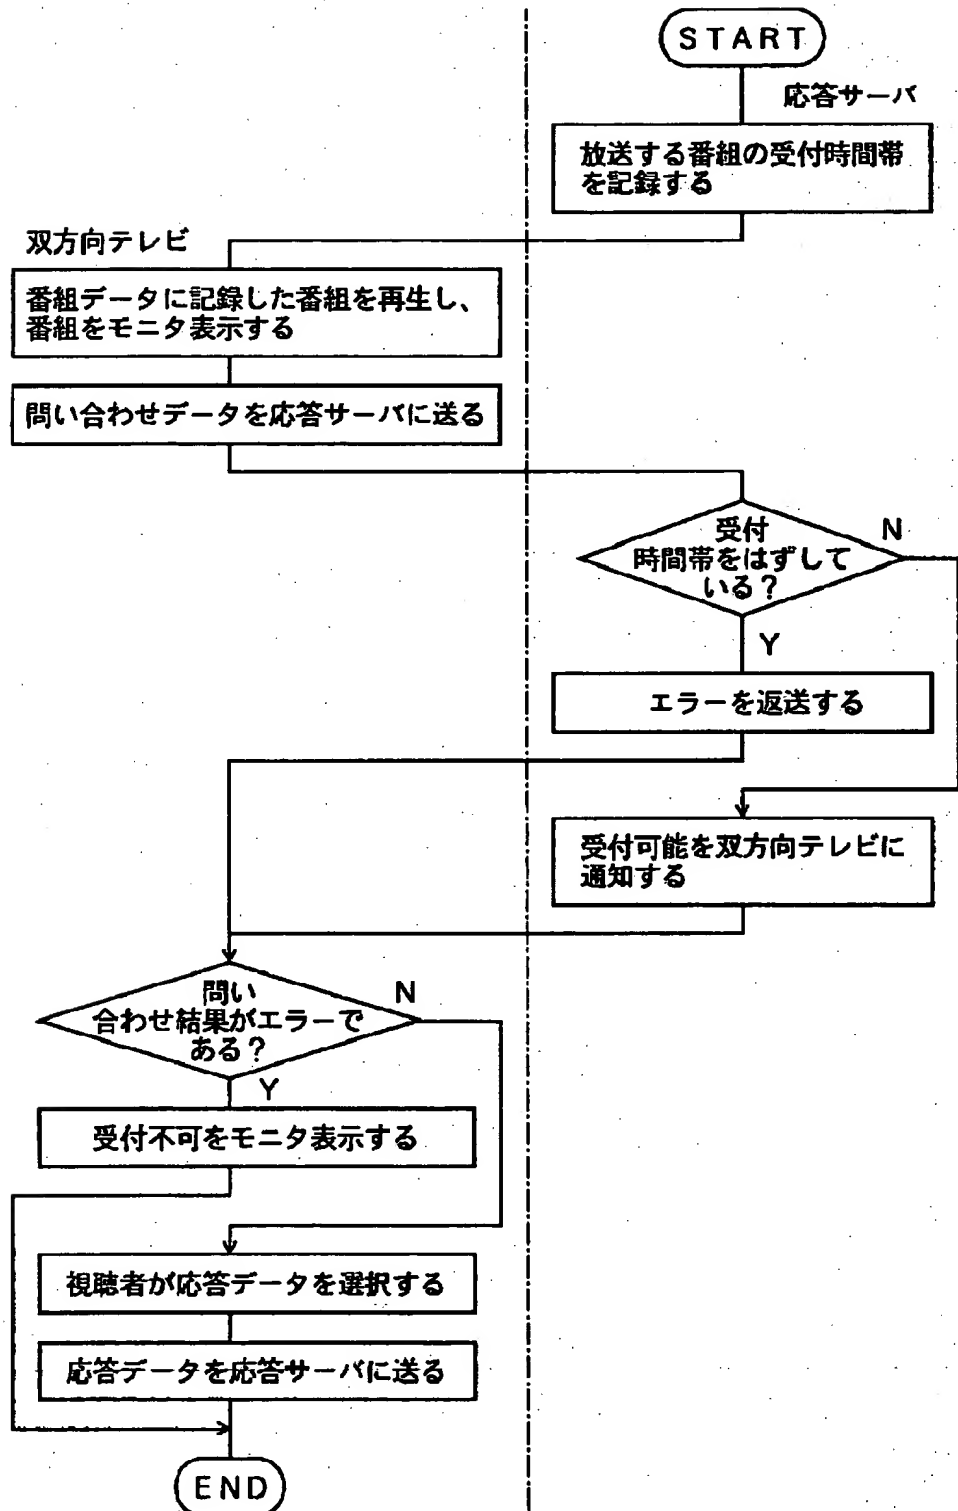 START
応答サーバ
放送する番組の受付時間帯
を記録する
双方向テレビ
番組データに記録した番組を再生し、
番組をモニタ表示する
問い合わせデータを応答サーバに送る
受付
時間帯をはずして
いる?
N
Y
エラーを返送する
受付可能を双方向テレビに
通知する
問い
合わせ結果がエラーで
ある?
N
Y
受付不可をモニタ表示する
視聴者が応答データを選択する
応答データを応答サーバに送る
END